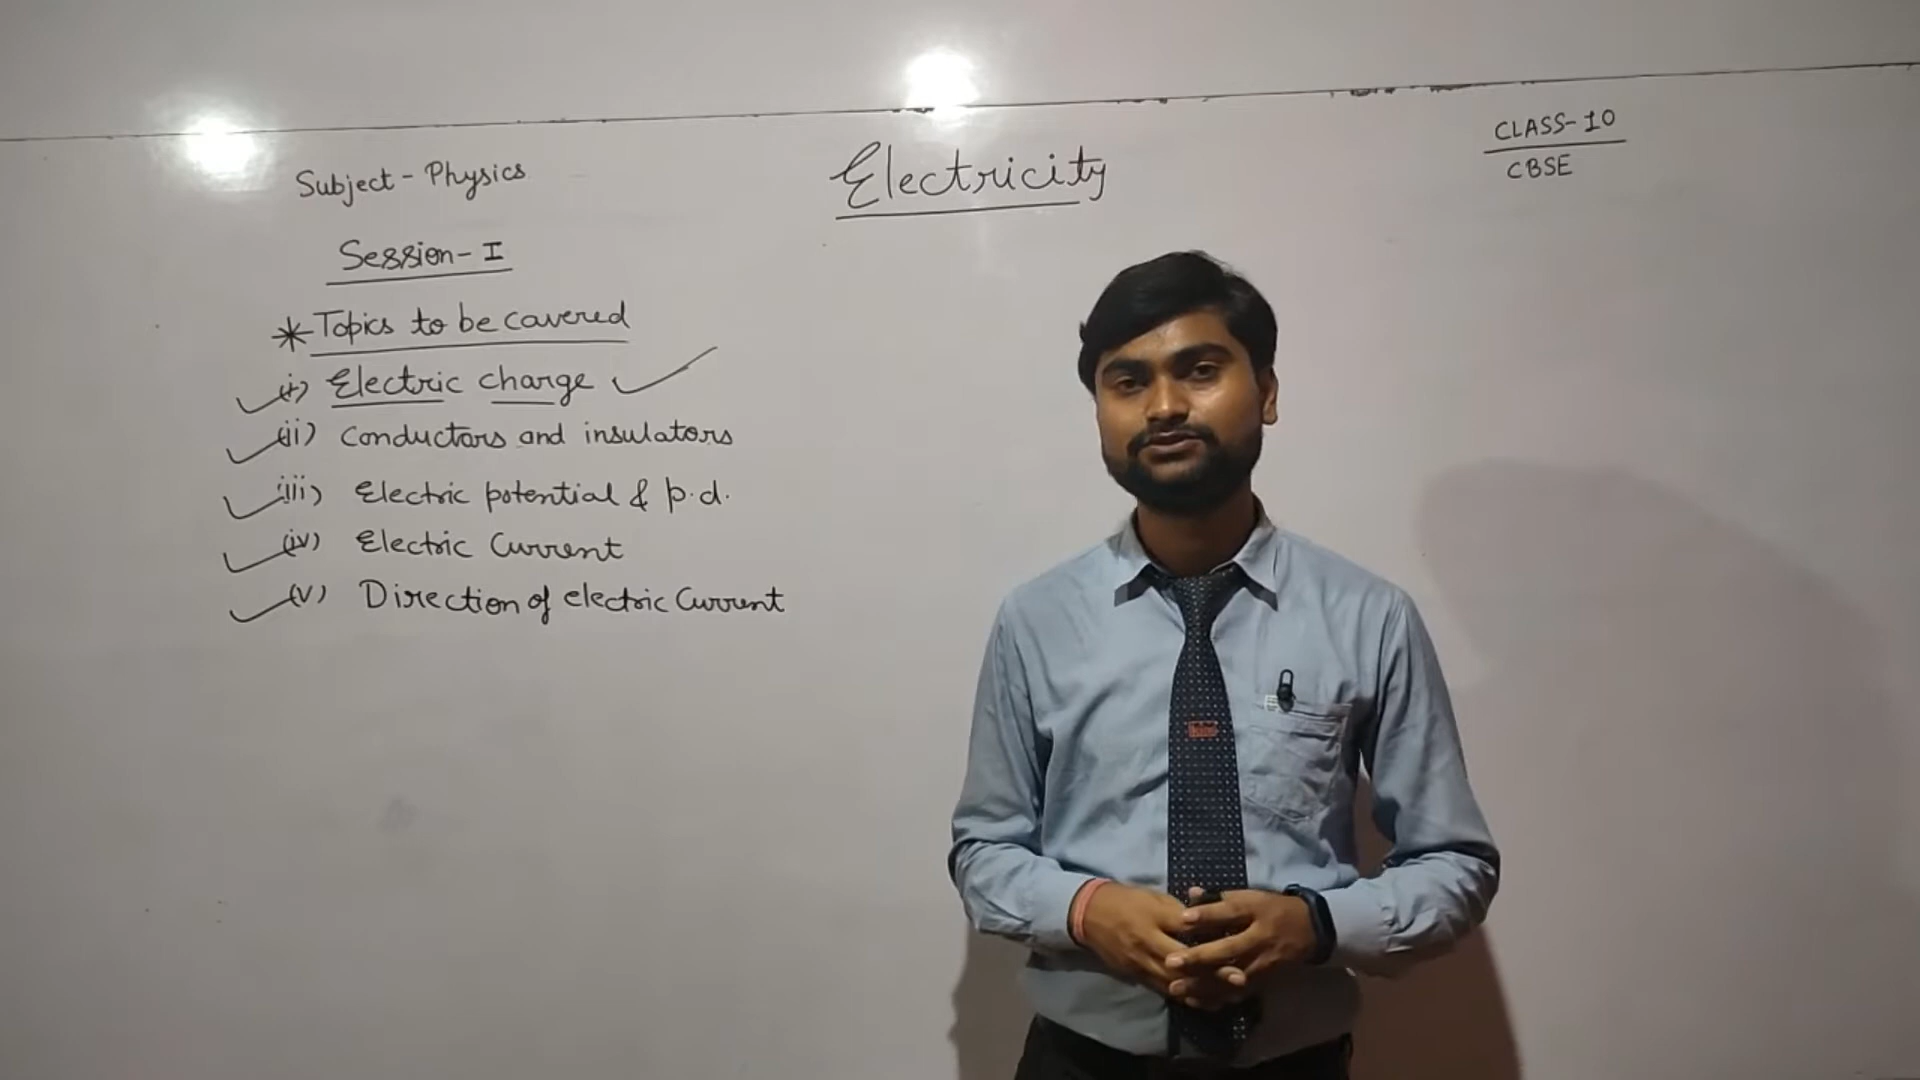 Subject - Physics
Electricity
CLASS-10
CBSE
Session - I
* Topics to be covered
(i) Electric charge
(ii) Conductors and insulators
(iii) Electric potential & p.d.
(iv) Electric Current
(v) Direction of electric Current